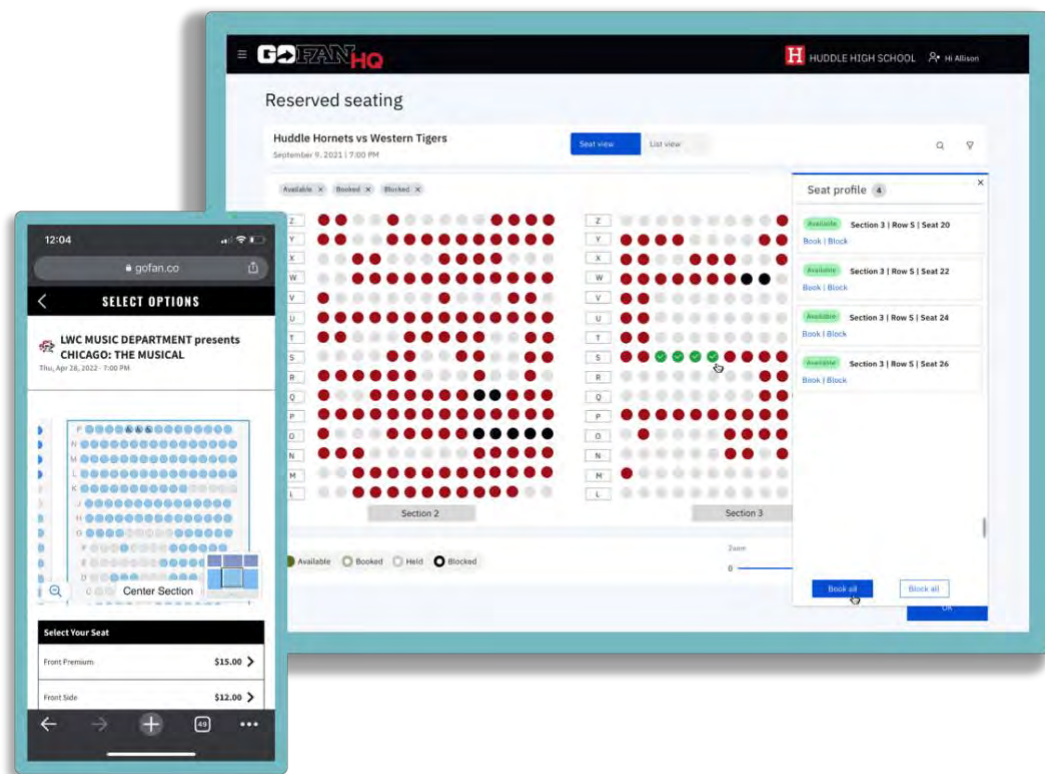 GOFAN HQ
H HUDDLE HIGH SCHOOL Hi Allison
Reserved seating
Huddle Hornets vs Western Tigers
September 9, 2021 | 7:00 PM
Seat view List view
Available × Booked × Blocked ×
Z
Y
X
W
V
U
T
S
R
Q
P
O
N
M
L
Section 2
Z
Y
X
W
V
U
T
S
R
Q
P
O
N
M
L
Section 3
Available Booked Held Blocked
Zoom
0
Seat profile 4 ×
Available Section 3 | Row S | Seat 20
Book | Block
Available Section 3 | Row S | Seat 22
Book | Block
Available Section 3 | Row S | Seat 24
Book | Block
Available Section 3 | Row S | Seat 26
Book | Block
Book all Block all
OK
12:04
gofan.co
SELECT OPTIONS
LWC MUSIC DEPARTMENT presents
CHICAGO: THE MUSICAL
Thu, Apr 28, 2022 - 7:00 PM
N
M
L
K
Center Section
Select Your Seat
Front Premium $15.00
Front Side $12.00
49